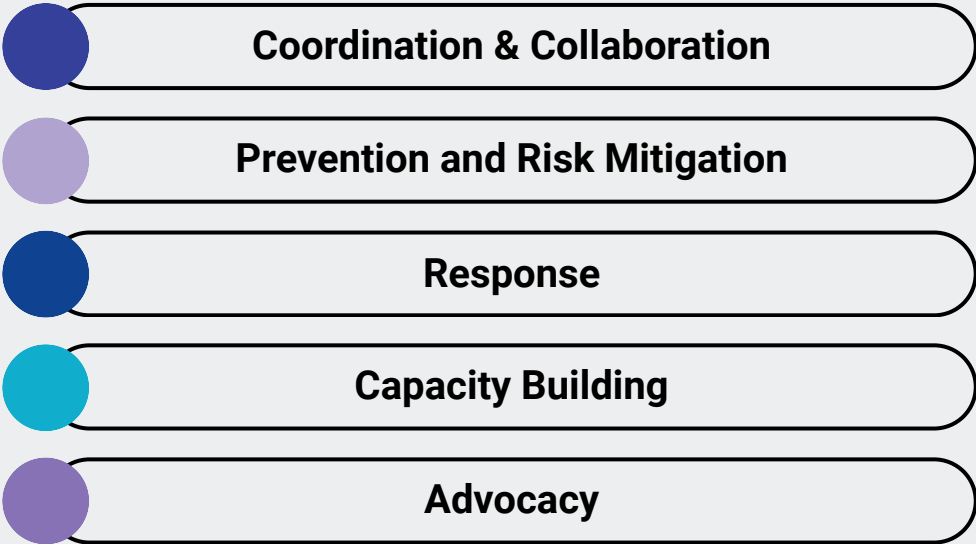 Coordination & Collaboration
Prevention and Risk Mitigation
Response
Capacity Building
Advocacy